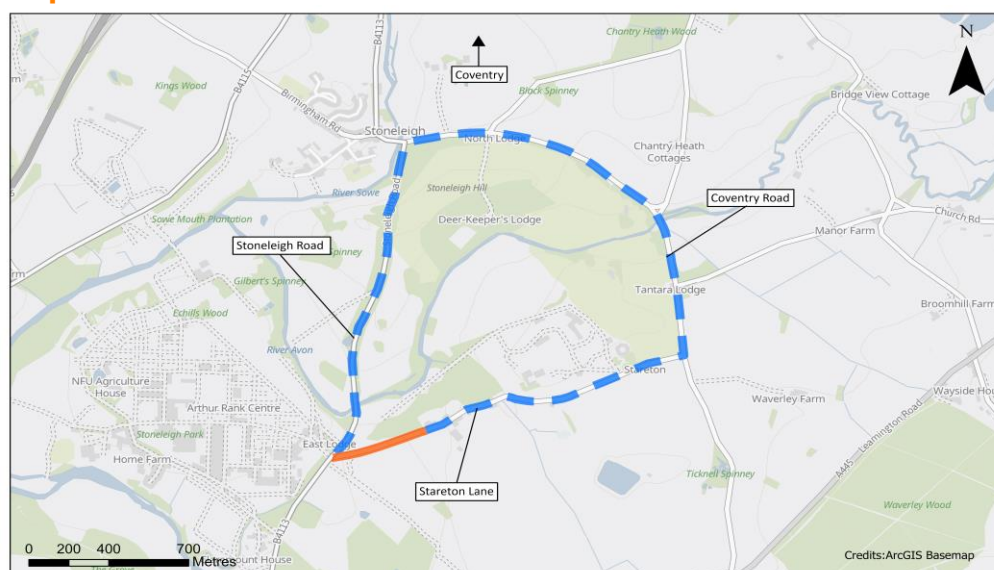 Chantry Heath Wood
N
B4113
Coventry
Kings Wood
B4115
Black Spinney
Bridge View Cottage
Birmingham Rd
Stoneleigh
North Lodge
Chantry Heath
Cottages
River Sowe
Stoneleigh Hill
Coventry Road
Sowe Mouth Plantation
Deer-Keeper's Lodge
Church Rd
Manor Farm
Stoneleigh Road
Spinney
Gilbert's Spinney
Tantara Lodge
Echills Wood
Broomhill Farm
River Avon
NFU Agriculture
House
Stareton
Wayside
Arthur Rank Centre
Waverley Farm
Leamington Road
Stoneleigh Park
East Lodge
Home Farm
A445
Ticknell Spinney
Stareton Lane
Waverley Wood
B4113
0 200 400 700
Metres
ount House
Credits:ArcGIS Basemap